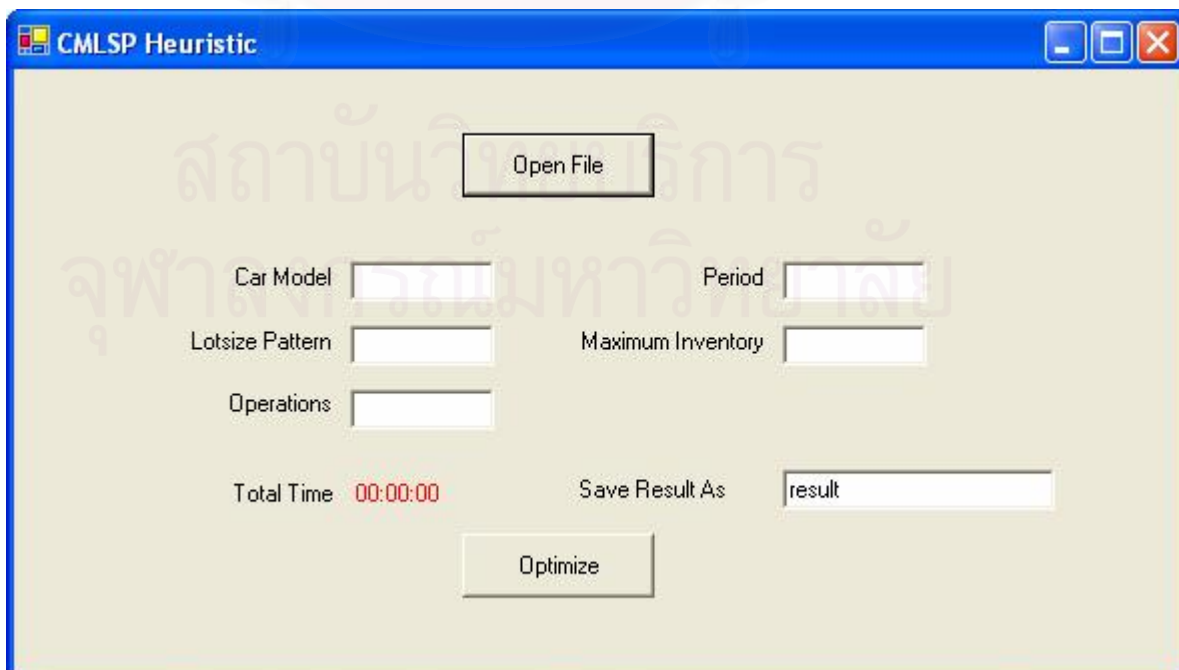 CMLSP Heuristic
Open File
สถาบันวิทยบริการ
จุฬาลงกรณ์มหาวิทยาลัย
Car Model
Period
Lotsize Pattern
Maximum Inventory
Operations
Total Time 00:00:00
Save Result As result
Optimize